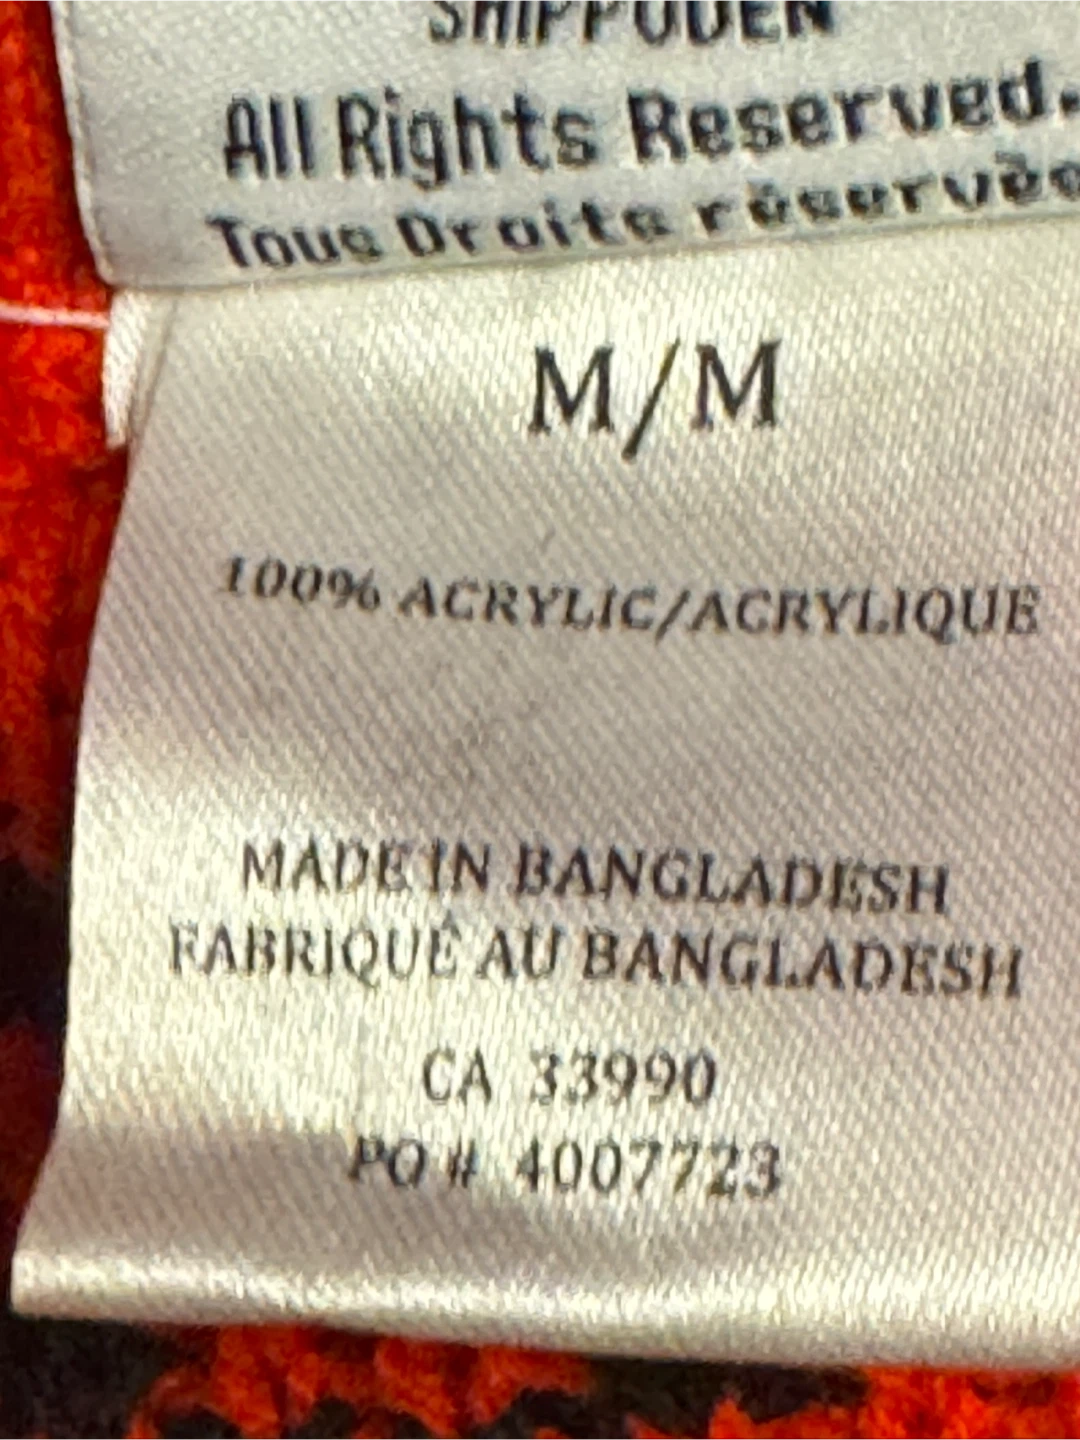 SHIPPUDEN
All Rights Reserved.
Tous Droits réservés
M/M
100% ACRYLIC/ACRYLIQUE
MADE IN BANGLADESH
FABRIQUÉ AU BANGLADESH
CA 33990
PO # 4007723